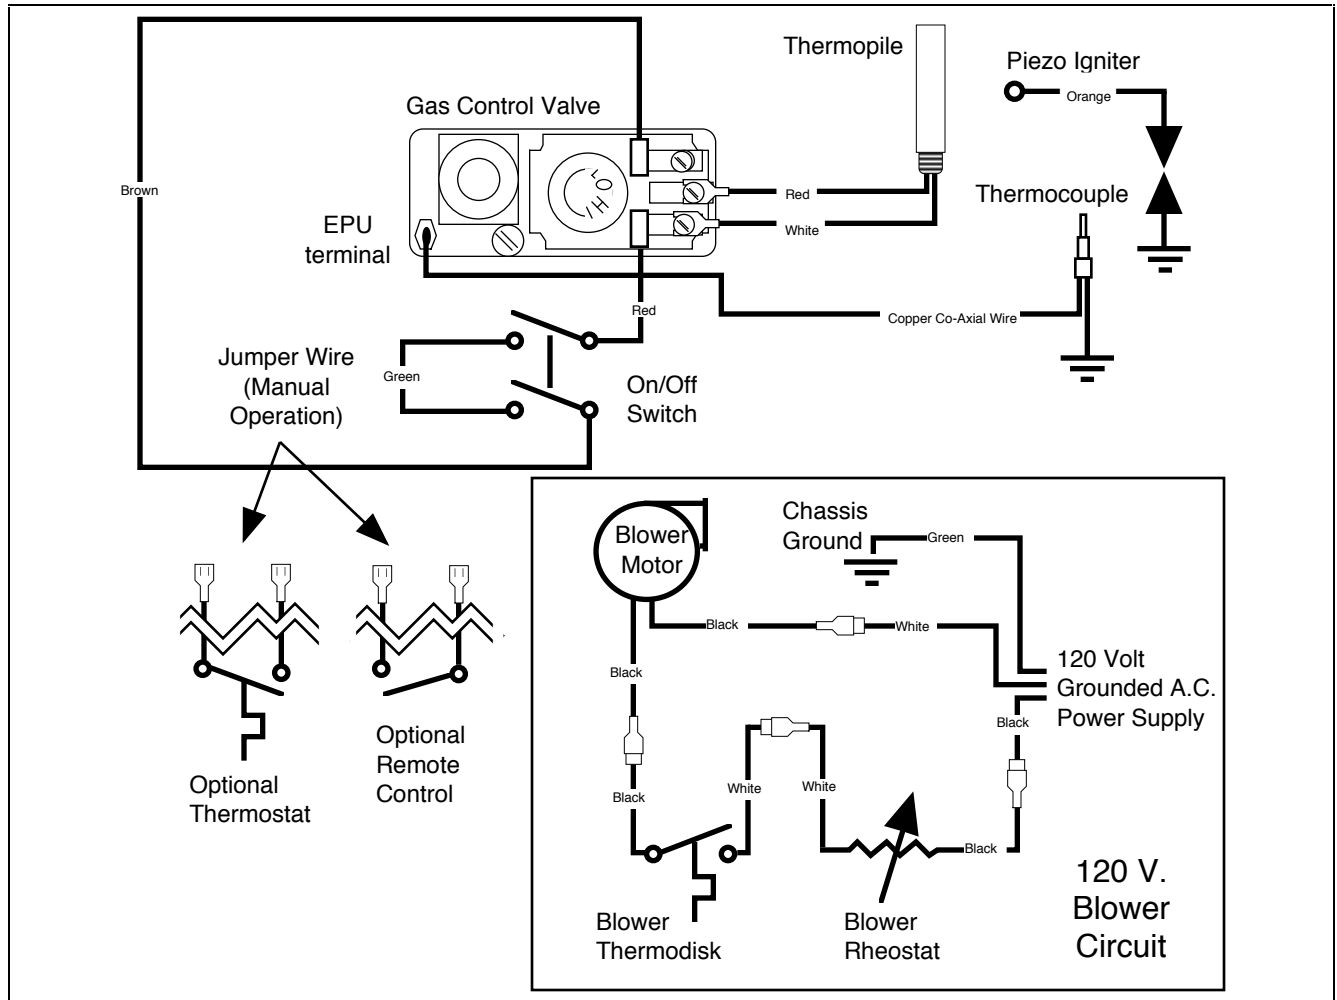 Thermopile
Piezo Igniter
Orange
Gas Control Valve
Brown
Thermocouple
Red
White
EPU
terminal
Red
Copper Co-Axial Wire
Jumper Wire
(Manual
Operation)
Green
On/Off
Switch
Blower
Motor
Chassis
Ground
Green
Black
White
Black
120 Volt
Grounded A.C.
Power Supply
Black
Optional
Remote
Control
Optional
Thermostat
Black
White
White
Black
Blower
Thermodisk
Blower
Rheostat
120 V.
Blower
Circuit